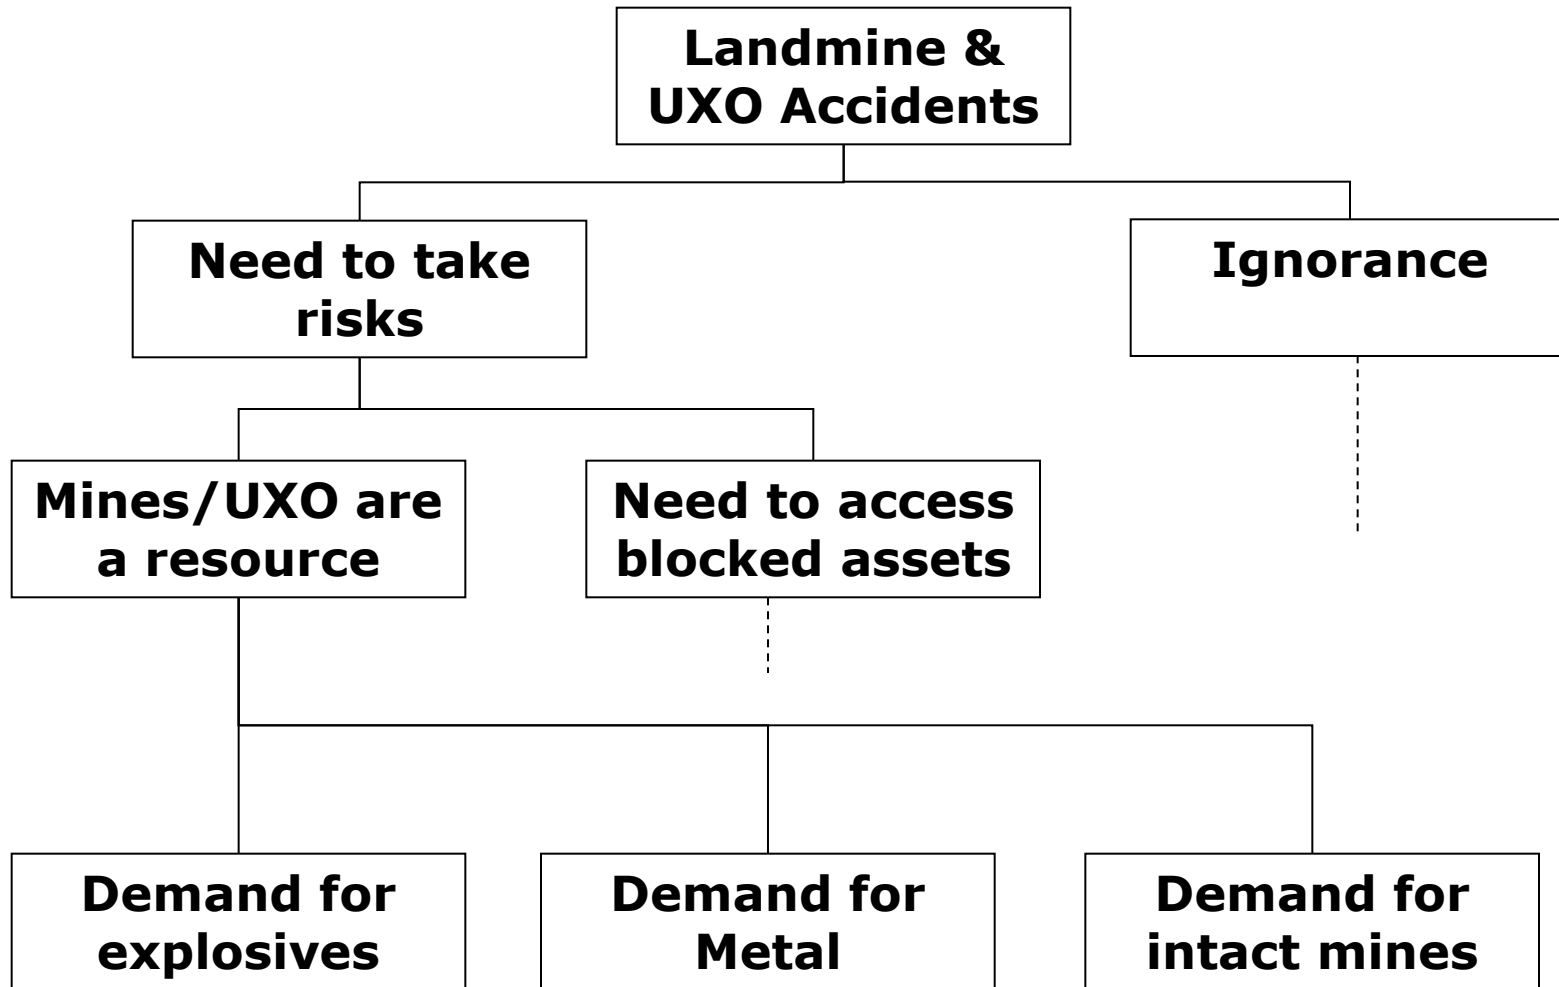 Landmine &
UXO Accidents
Need to take
risks
Ignorance
Mines/UXO are
a resource
Need to access
blocked assets
Demand for
explosives
Demand for
Metal
Demand for
intact mines